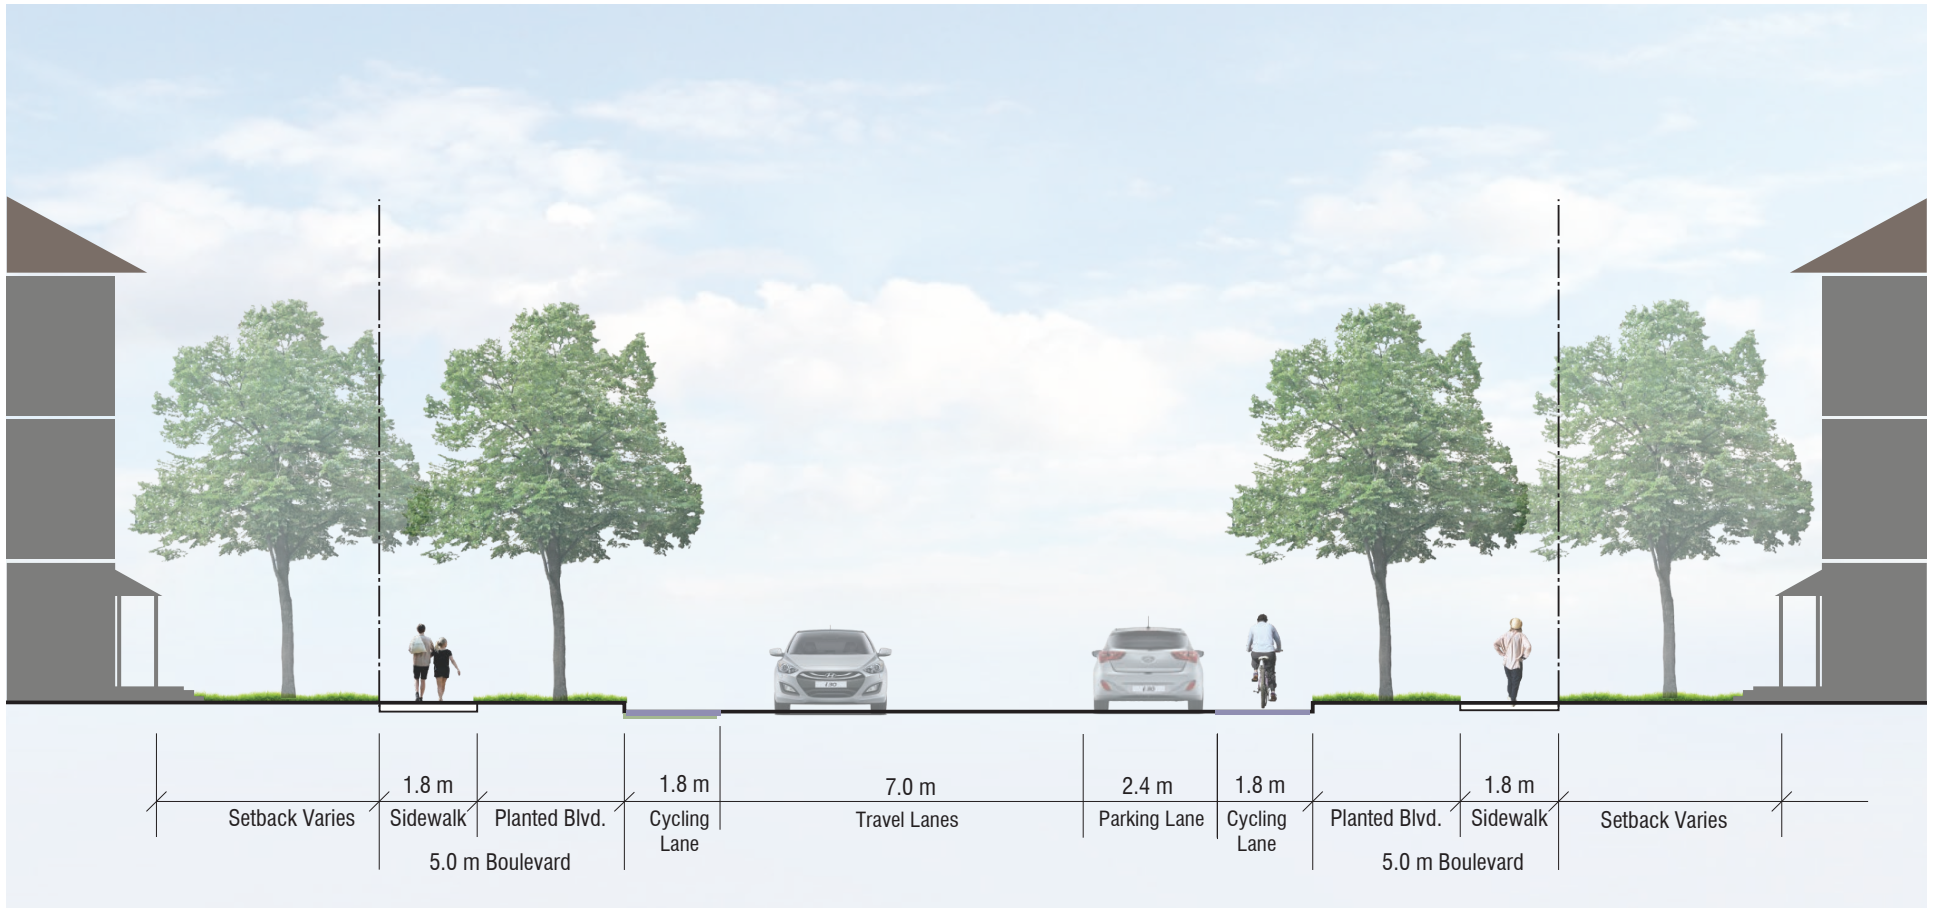 1.8 m
1.8 m
7.0 m
2.4 m
1.8 m
1.8 m
Setback Varies
Sidewalk
Planted Blvd.
Cycling
Lane
Travel Lanes
Parking Lane
Cycling
Lane
Planted Blvd.
Sidewalk
Setback Varies
5.0 m Boulevard
5.0 m Boulevard